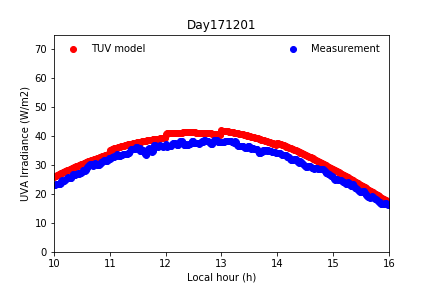 Day171201
TUV model
Measurement
70
60
50
40
30
20
10
0
UVA Irradiance (W/m2)
10 11 12 13 14 15 16
Local hour (h)